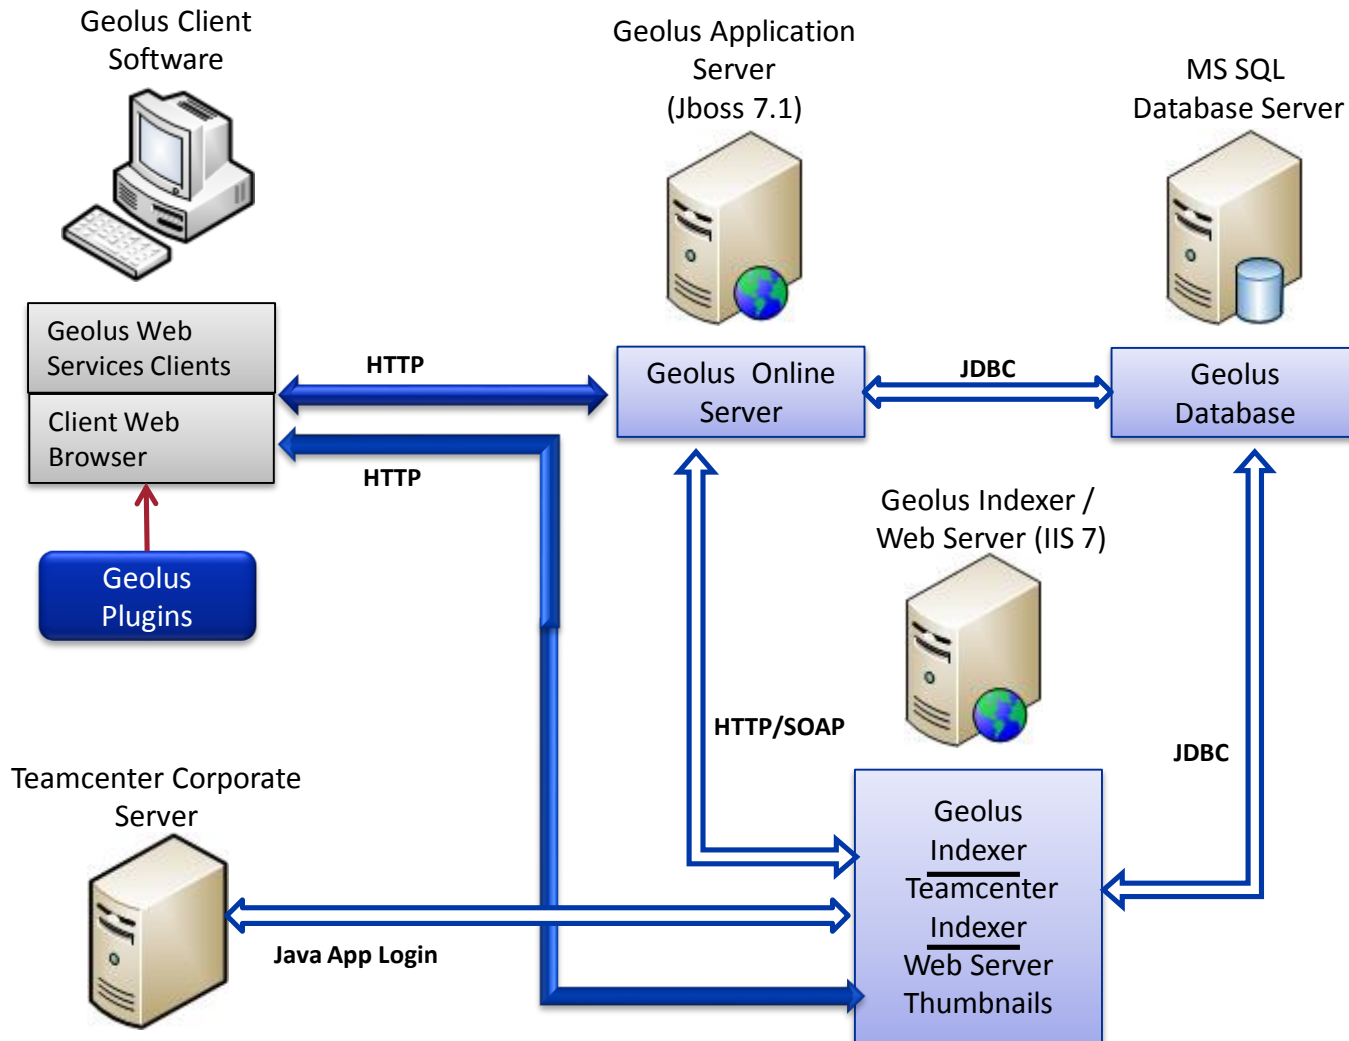 Geolus Client
Software
Geolus Application
Server
(Jboss 7.1)
MS SQL
Database Server
Geolus Web
Services Clients
Client Web
Browser
HTTP
HTTP
Geolus Online
Server
JDBC
Geolus
Database
Geolus
Plugins
Geolus Indexer /
Web Server (IIS 7)
HTTP/SOAP
JDBC
Teamcenter Corporate
Server
Java App Login
Geolus
Indexer
Teamcenter
Indexer
Web Server
Thumbnails